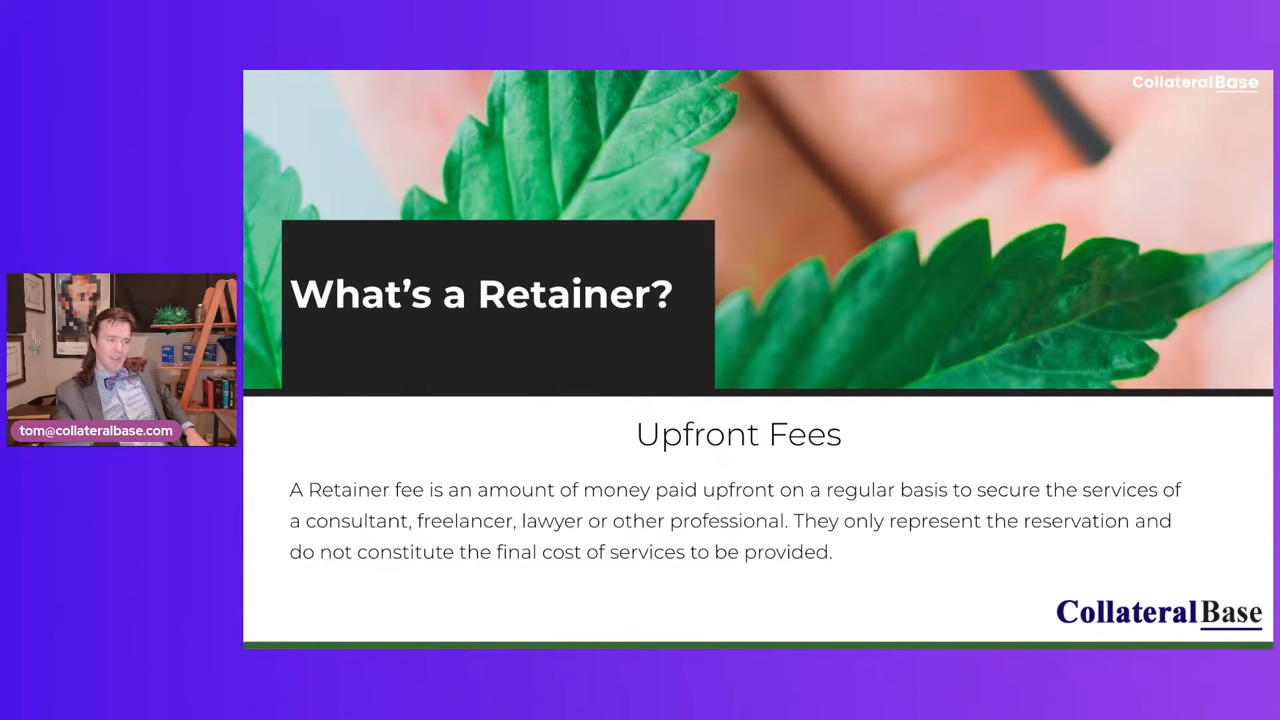 CollateralBase
What's a Retainer?
Upfront Fees
A Retainer fee is an amount of money paid upfront on a regular basis to secure the services of
a consultant, freelancer, lawyer or other professional. They only represent the reservation and
do not constitute the final cost of services to be provided.
CollateralBase
tom@collateralbase.com